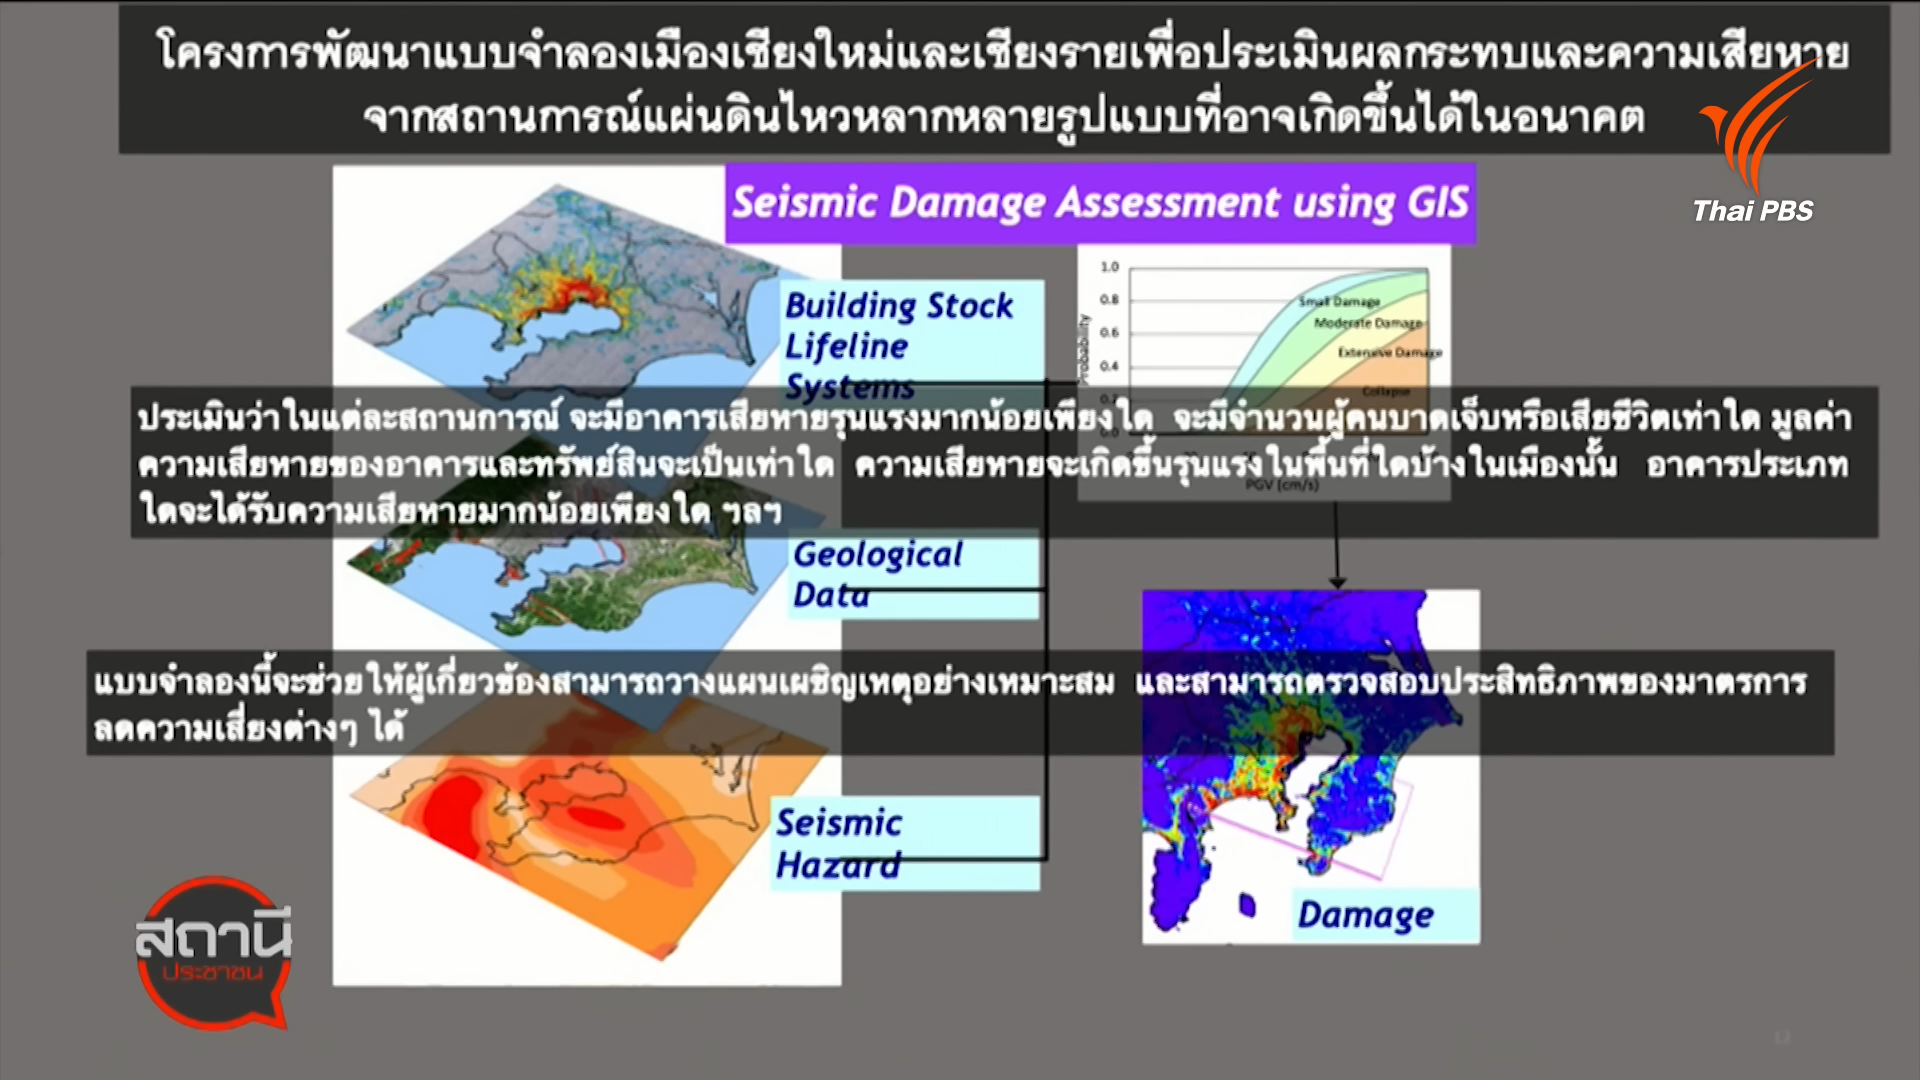 โครงการพัฒนาแบบจำลองเมืองเชียงใหม่และเชียงรายเพื่อประเมินผลกระทบและความเสียหาย
จากสถานการณ์แผ่นดินไหวหลากหลายรูปแบบที่อาจเกิดขึ้นได้ในอนาคต
Thai PBS
Seismic Damage Assessment using GIS
Building Stock
Lifeline
Systems
1.0
0.8
0.6
0.4
Probability
Small Damage
Moderate Damage
Extensive Damage
Collapse
0.0
PGV (cm/s)
ประเมินว่าในแต่ละสถานการณ์ จะมีอาคารเสียหายรุนแรงมากน้อยเพียงใด จะมีจำนวนผู้คนบาดเจ็บหรือเสียชีวิตเท่าใด มูลค่า
ความเสียหายของอาคารและทรัพย์สินจะเป็นเท่าใด ความเสียหายจะเกิดขึ้นรุนแรงในพื้นที่ใดบ้างในเมืองนั้น อาคารประเภท
ใดจะได้รับความเสียหายมากน้อยเพียงใด ฯลฯ
Geological
Data
แบบจำลองนี้จะช่วยให้ผู้เกี่ยวข้องสามารถวางแผนเผชิญเหตุอย่างเหมาะสม และสามารถตรวจสอบประสิทธิภาพของมาตรการ
ลดความเสี่ยงต่างๆ ได้
Seismic
Hazard
Damage
สถานี
ประชาชน